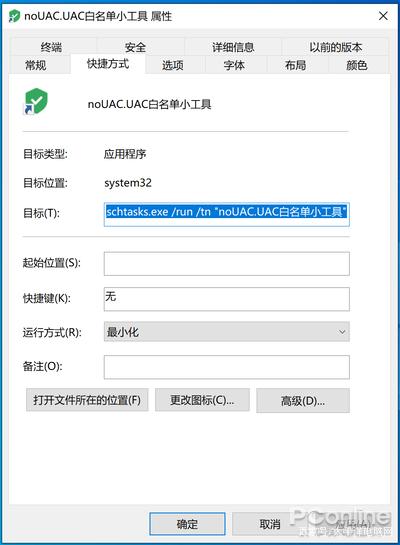 noUAC.UAC白名单小工具 属性
终端 安全 详细信息 以前的版本
常规 快捷方式 选项 字体 布局 颜色
noUAC.UAC白名单小工具
目标类型: 应用程序
目标位置: system32
目标(T): schtasks.exe /run /tn "noUAC.UAC白名单小工具"
起始位置(S):
快捷键(K): 无
运行方式(R): 最小化
备注(O):
打开文件所在的位置(F) 更改图标(C)... 高级(D)...
PConline
确定 取消